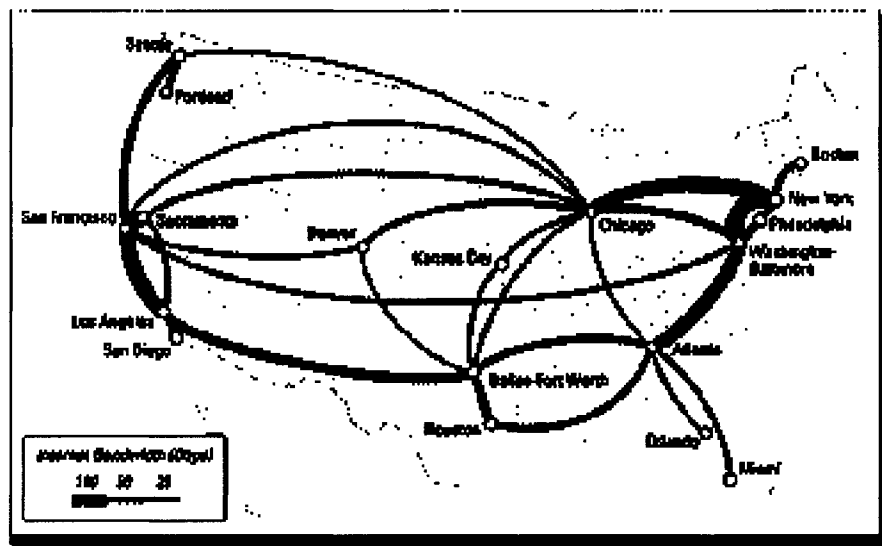 Seattle
Portland
Boston
New York
Philadelphia
San Francisco
Sacramento
Chicago
Denver
Kansas City
Washington-
Baltimore
Los Angeles
San Diego
Atlanta
Dallas-Fort Worth
Houston
Orlando
Miami
Internet Bandwidth (Gbps)
100 50 25